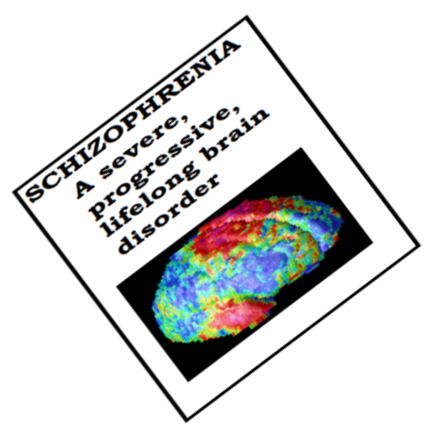 SCHIZOPHRENIA
A severe,
progressive,
lifelong brain
disorder